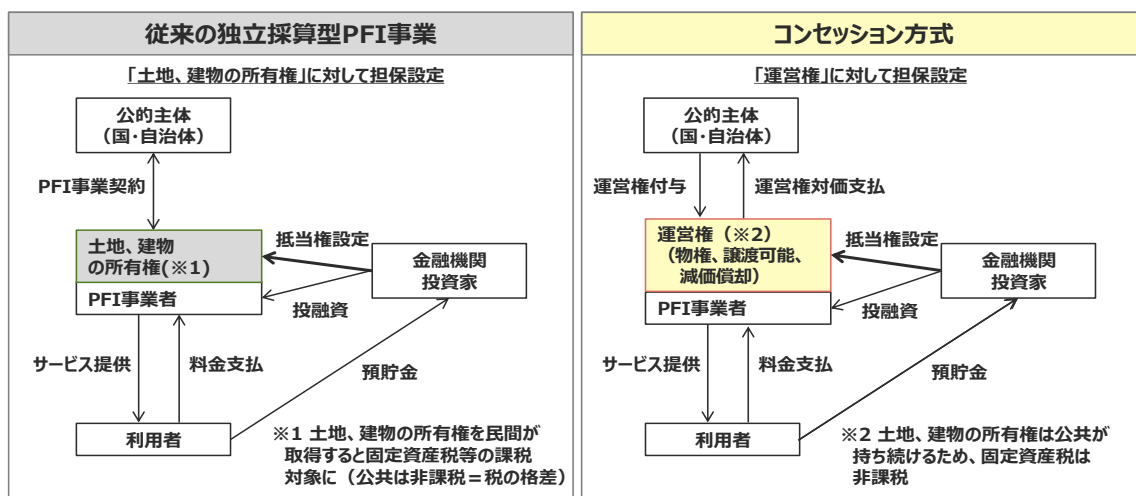 従来の独立採算型PFI事業
「土地、建物の所有権」に対して担保設定
公的主体
(国・自治体)
PFI事業契約
土地、建物
の所有権(※1)
抵当権設定
金融機関
投資家
PFI事業者
投融資
サービス提供
料金支払
預貯金
利用者
※1 土地、建物の所有権を民間が
取得すると固定資産税等の課税
対象に(公共は非課税=税の格差)
コンセッション方式
「運営権」に対して担保設定
公的主体
(国・自治体)
運営権付与
運営権対価支払
運営権(※2)
(物権、譲渡可能、
減価償却)
抵当権設定
金融機関
投資家
PFI事業者
投融資
サービス提供
料金支払
預貯金
利用者
※2 土地、建物の所有権は公共が
持ち続けるため、固定資産税は
非課税